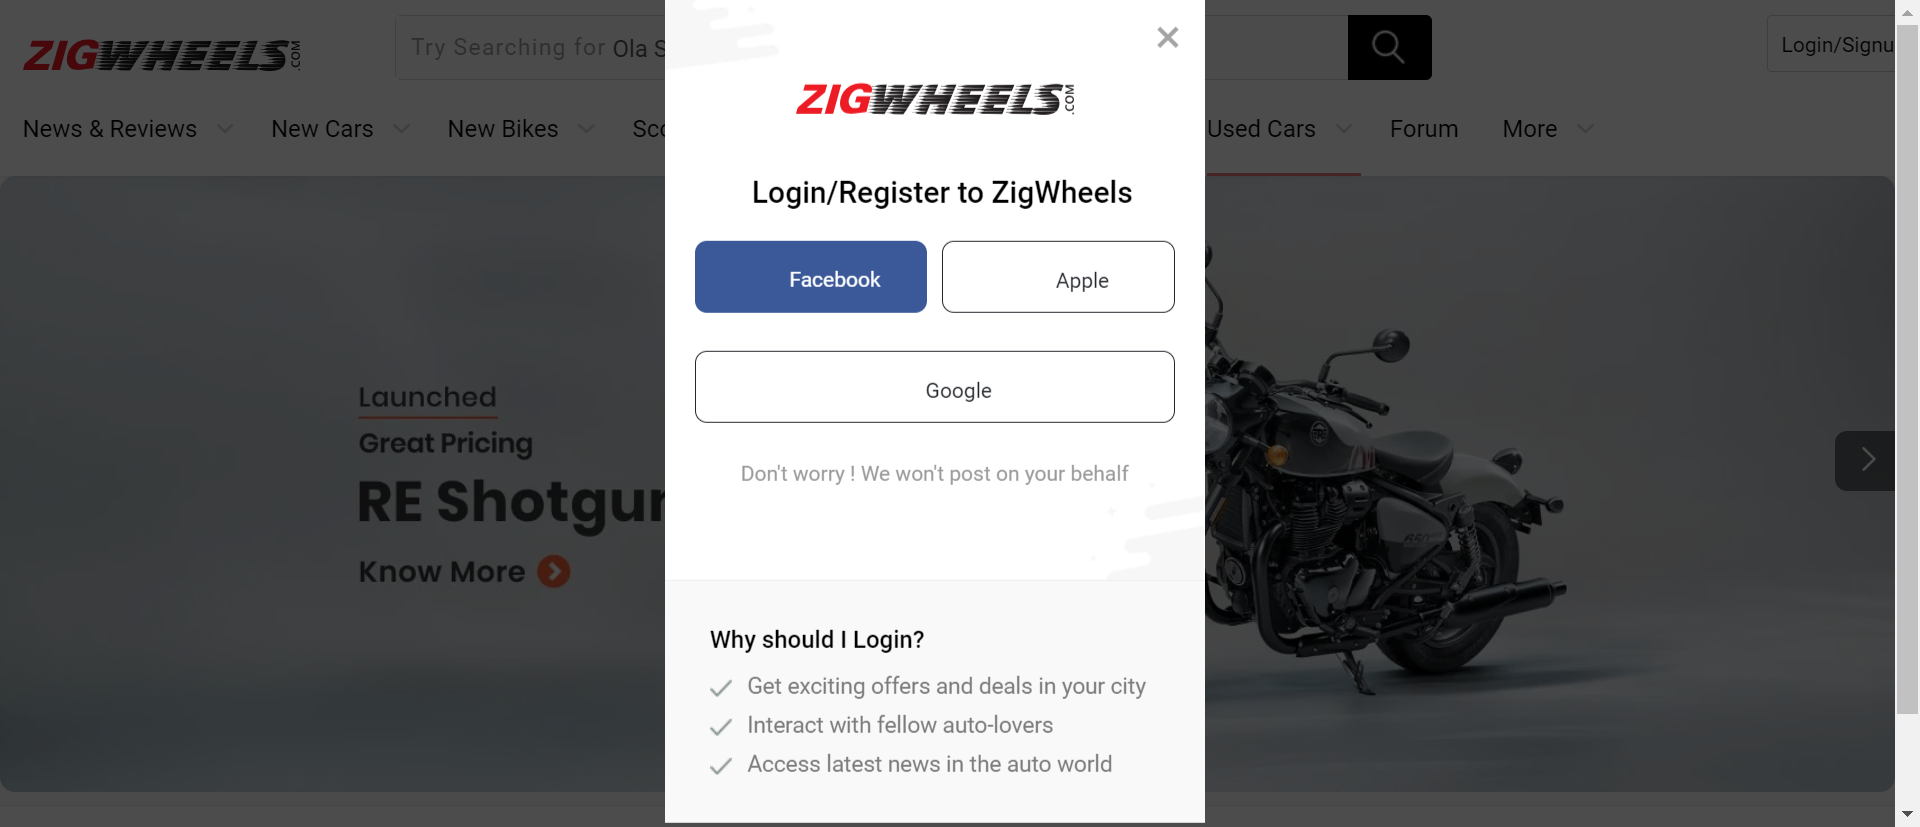 ZIGWHEELS.COM
Try Searching for Ola S
Login/Signu
News & Reviews
New Cars
New Bikes
Sco
Used Cars
Forum
More
ZIGWHEELS.COM
Login/Register to ZigWheels
Facebook
Apple
Google
Don't worry ! We won't post on your behalf
Launched
Great Pricing
RE Shotgun
Know More
650
Why should I Login?
Get exciting offers and deals in your city
Interact with fellow auto-lovers
Access latest news in the auto world